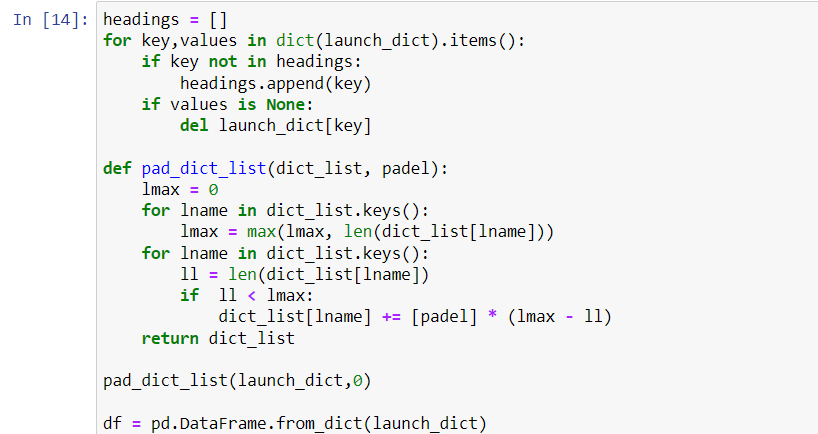 In [14]: headings = []
for key,values in dict(launch_dict).items():
    if key not in headings:
        headings.append(key)
    if values is None:
        del launch_dict[key]

def pad_dict_list(dict_list, padel):
    lmax = 0
    for lname in dict_list.keys():
        lmax = max(lmax, len(dict_list[lname]))
    for lname in dict_list.keys():
        ll = len(dict_list[lname])
        if  ll < lmax:
            dict_list[lname] += [padel] * (lmax - ll)
    return dict_list

pad_dict_list(launch_dict,0)

df = pd.DataFrame.from_dict(launch_dict)